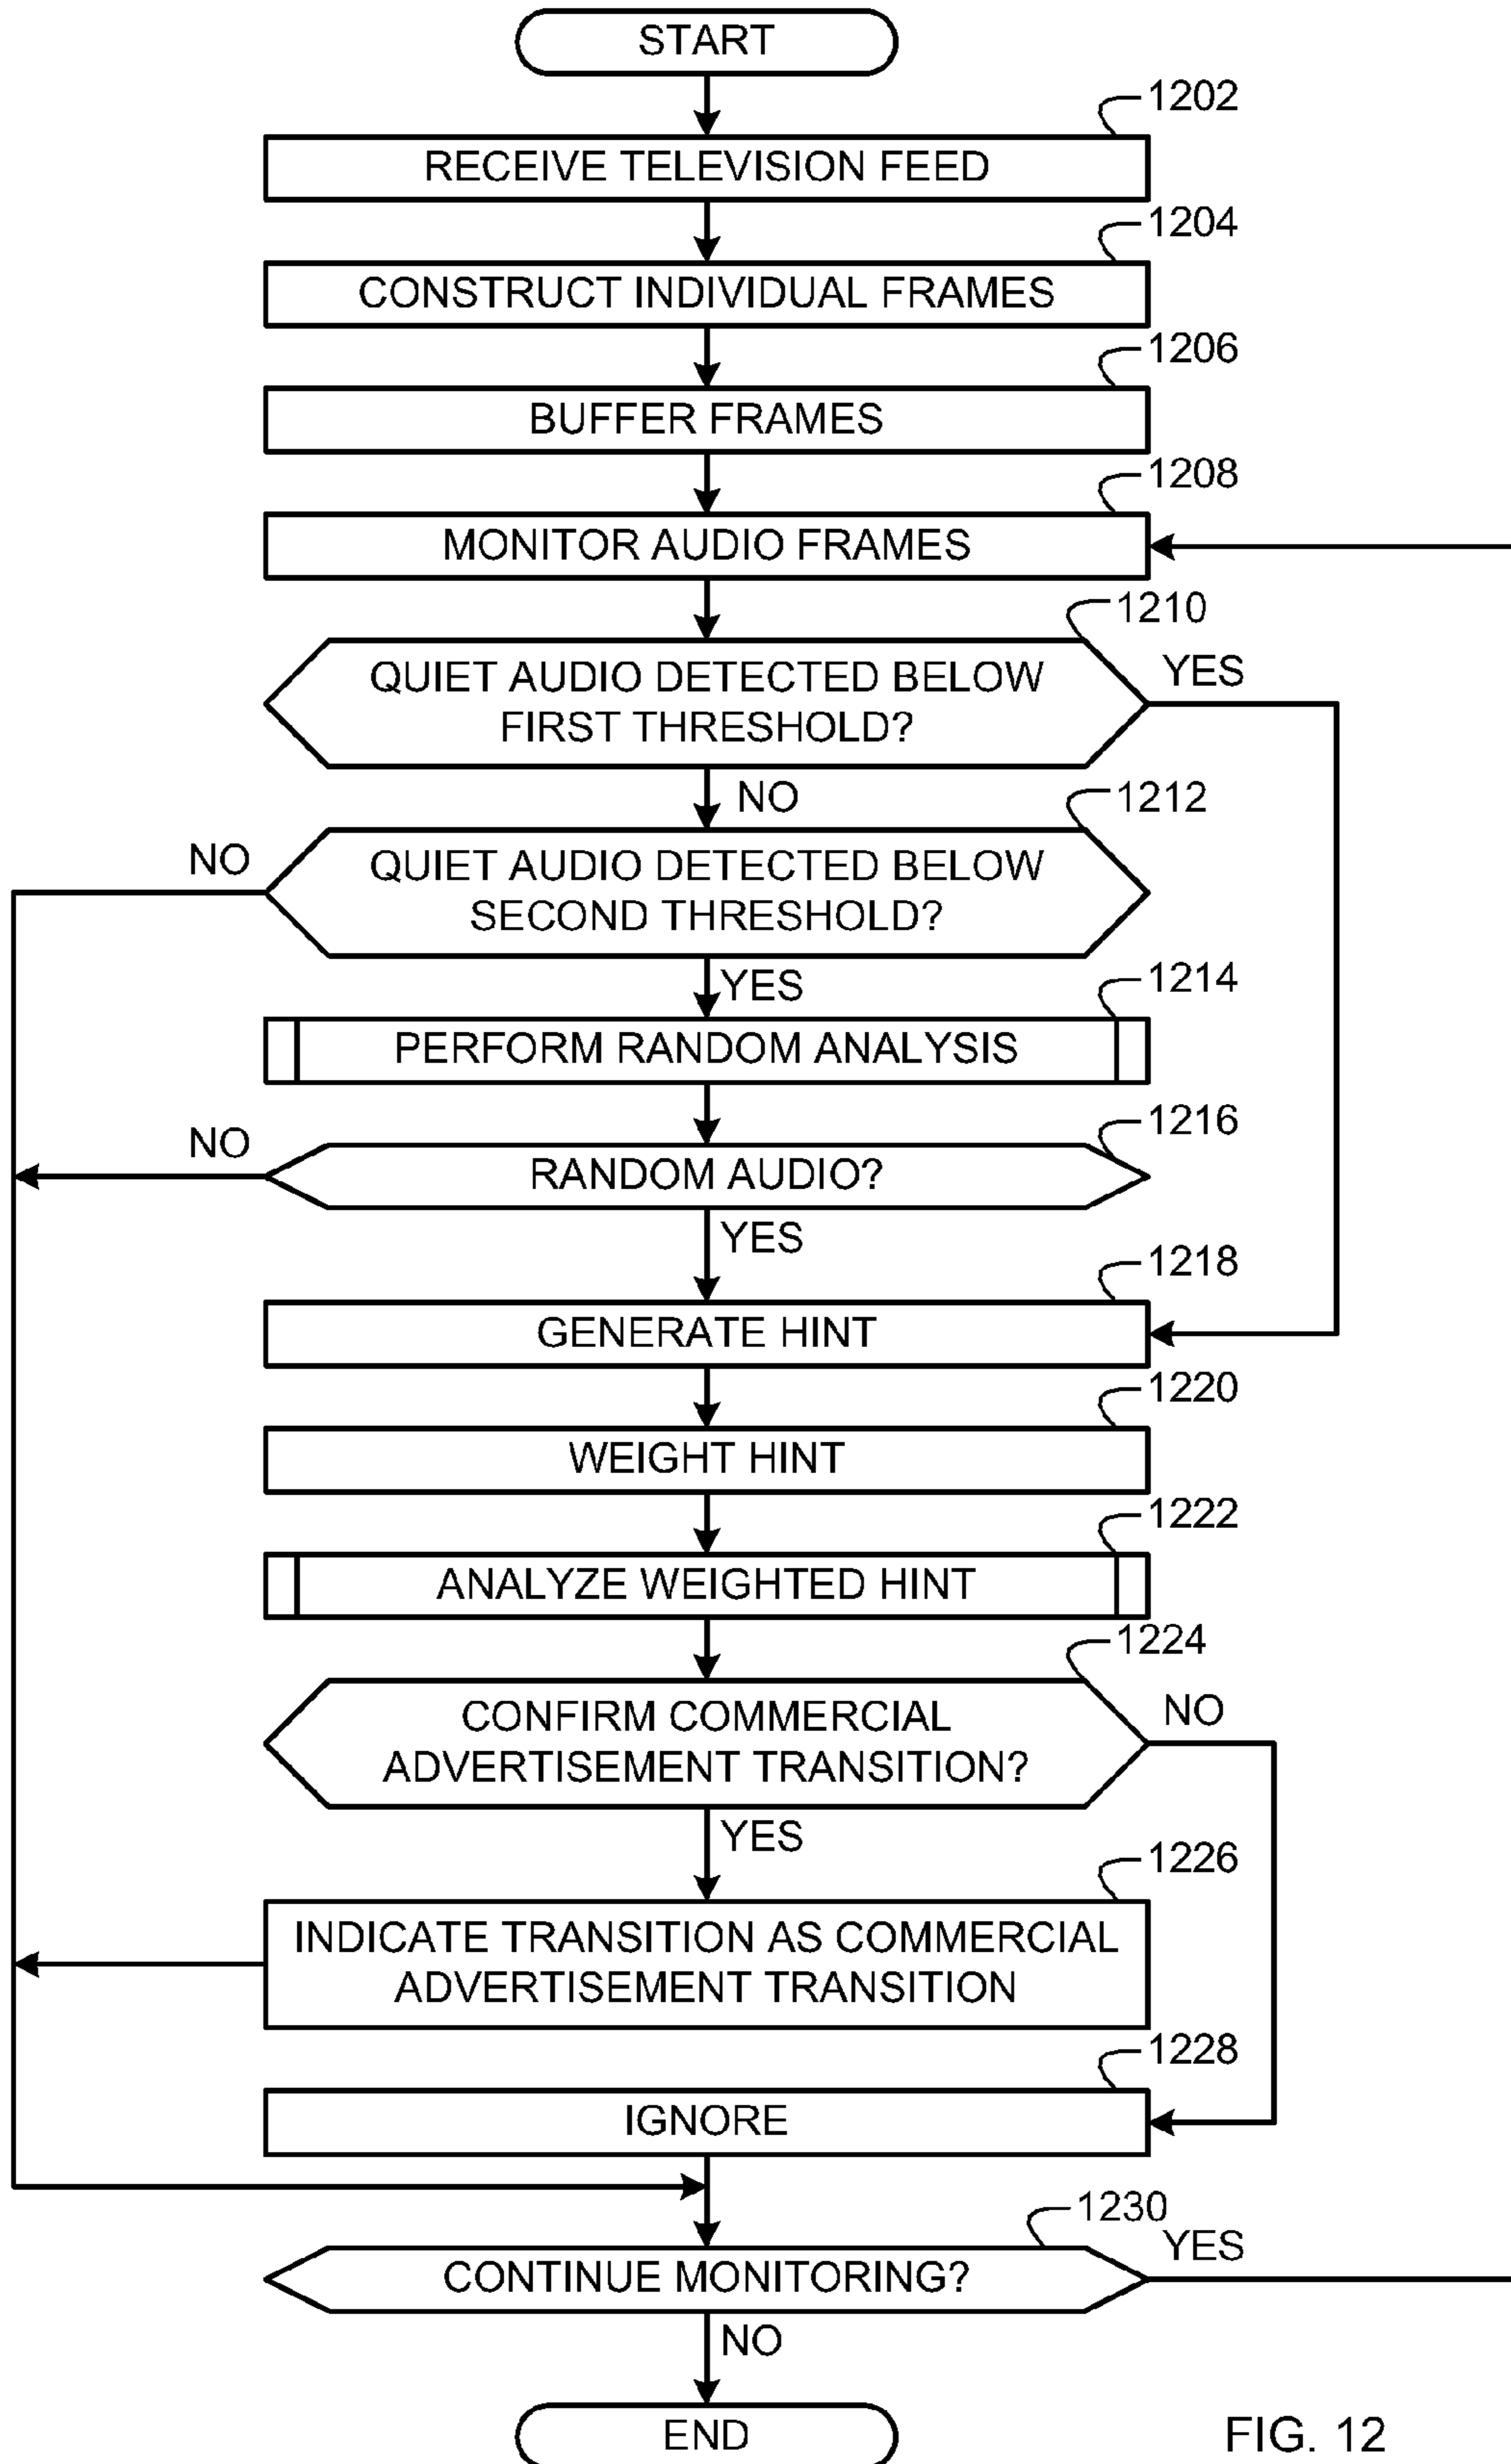 START
1202
RECEIVE TELEVISION FEED
1204
CONSTRUCT INDIVIDUAL FRAMES
1206
BUFFER FRAMES
1208
MONITOR AUDIO FRAMES
1210
QUIET AUDIO DETECTED BELOW
FIRST THRESHOLD?
YES
NO
1212
NO
QUIET AUDIO DETECTED BELOW
SECOND THRESHOLD?
YES
1214
PERFORM RANDOM ANALYSIS
1216
NO
RANDOM AUDIO?
YES
1218
GENERATE HINT
1220
WEIGHT HINT
1222
ANALYZE WEIGHTED HINT
1224
CONFIRM COMMERCIAL
ADVERTISEMENT TRANSITION?
NO
YES
1226
INDICATE TRANSITION AS COMMERCIAL
ADVERTISEMENT TRANSITION
1228
IGNORE
1230
YES
CONTINUE MONITORING?
NO
END
FIG. 12